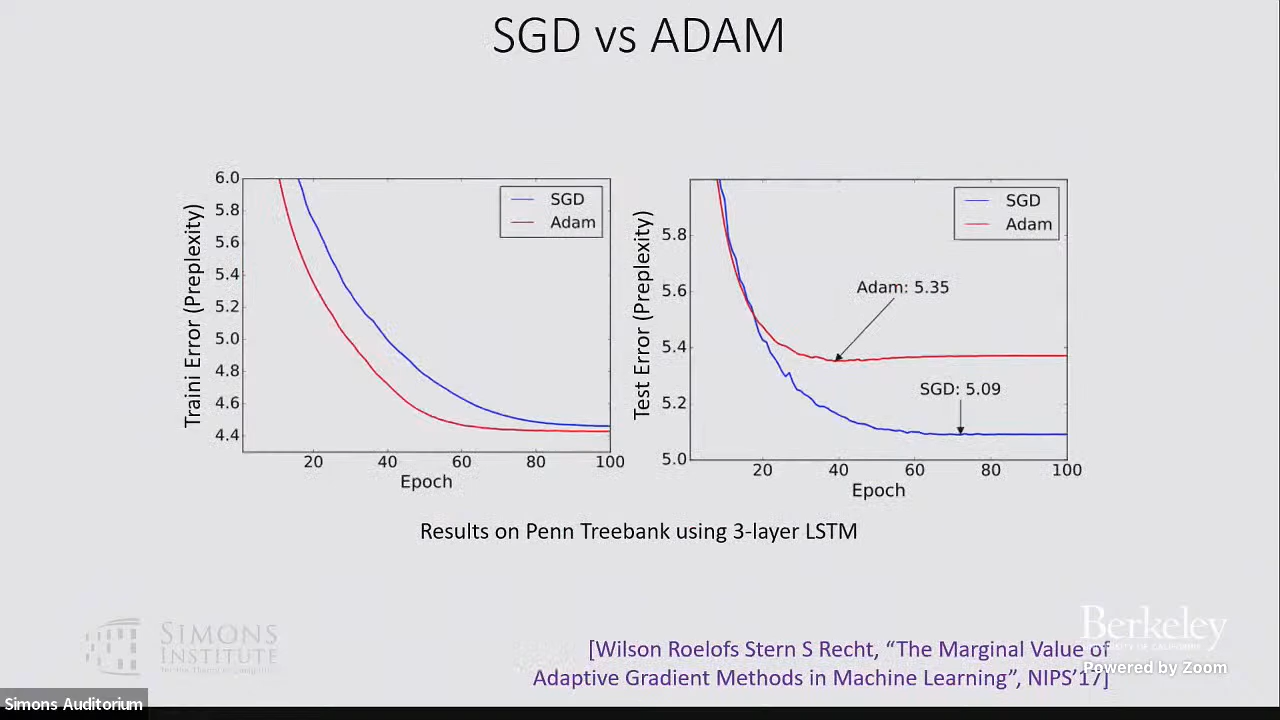 SGD vs ADAM
Traini Error (Preplexity)
6.0
5.8
5.6
5.4
5.2
5.0
4.8
4.6
4.4
20
40
60
80
100
Epoch
SGD
Adam
Test Error (Preplexity)
5.8
5.6
5.4
5.2
5.0
20
40
60
80
100
Epoch
SGD
Adam
Adam: 5.35
SGD: 5.09
Results on Penn Treebank using 3-layer LSTM
SIMONS
INSTITUTE
[Wilson Roelofs Stern S Recht, “The Marginal Value of
Adaptive Gradient Methods in Machine Learning”, NIPS’17]
Berkeley
Powered by Zoom
Simons Auditorium